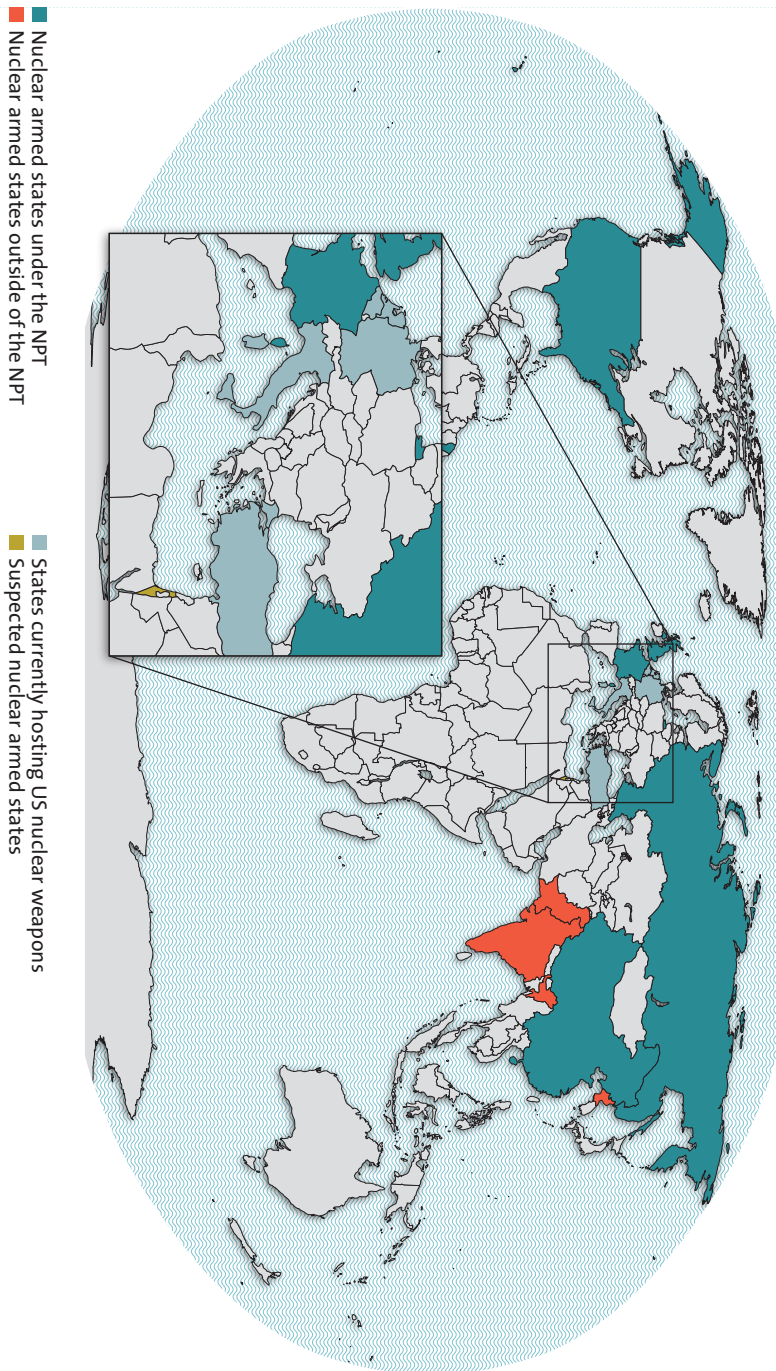 Nuclear armed states under the NPT
Nuclear armed states outside of the NPT
States currently hosting US nuclear weapons
Suspected nuclear armed states